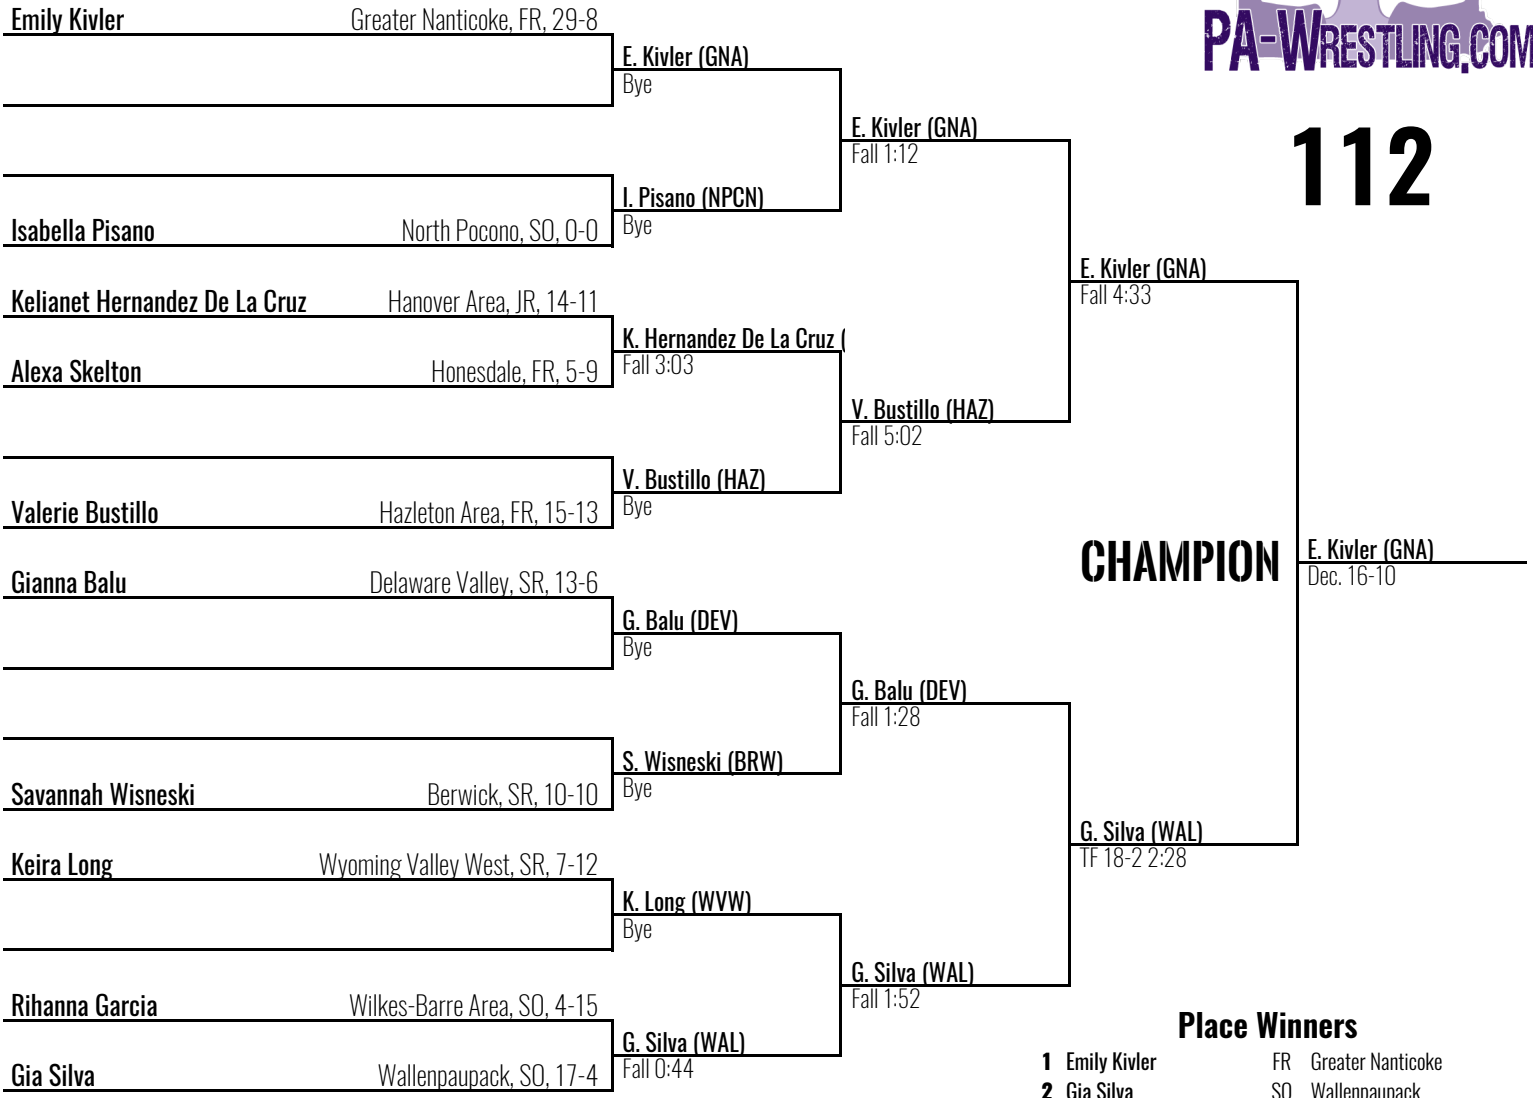 PA-WRESTLING.COM
112
Emily Kivler Greater Nanticoke, FR, 29-8
E. Kivler (GNA)
Bye
E. Kivler (GNA)
Fall 1:12
I. Pisano (NPCN)
Bye
Isabella Pisano North Pocono, SO, 0-0
E. Kivler (GNA)
Fall 4:33
Kelianet Hernandez De La Cruz Hanover Area, JR, 14-11
K. Hernandez De La Cruz (
Fall 3:03
Alexa Skelton Honesdale, FR, 5-9
V. Bustillo (HAZ)
Fall 5:02
V. Bustillo (HAZ)
Bye
Valerie Bustillo Hazleton Area, FR, 15-13
CHAMPION
E. Kivler (GNA)
Dec. 16-10
Gianna Balu Delaware Valley, SR, 13-6
G. Balu (DEV)
Bye
G. Balu (DEV)
Fall 1:28
S. Wisneski (BRW)
Bye
Savannah Wisneski Berwick, SR, 10-10
G. Silva (WAL)
TF 18-2 2:28
Keira Long Wyoming Valley West, SR, 7-12
K. Long (WVW)
Bye
G. Silva (WAL)
Fall 1:52
Rihanna Garcia Wilkes-Barre Area, SO, 4-15
G. Silva (WAL)
Fall 0:44
Gia Silva Wallenpaupack, SO, 17-4
Place Winners
1 Emily Kivler FR Greater Nanticoke
2 Gia Silva SO Wallenpaupack